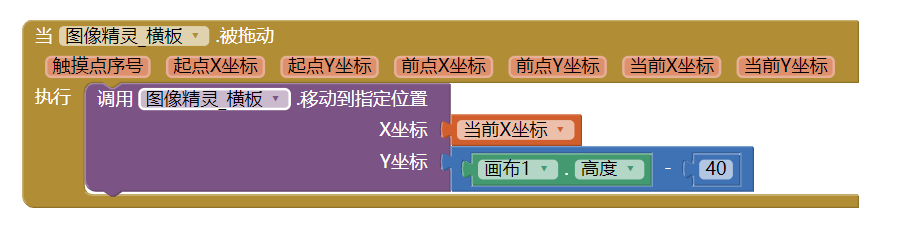 当 图像精灵_横板 .被拖动
触摸点序号 起点X坐标 起点Y坐标 前点X坐标 前点Y坐标 当前X坐标 当前Y坐标
执行 调用 图像精灵_横板 .移动到指定位置
X坐标 当前X坐标
Y坐标 画布1 . 高度 - 40